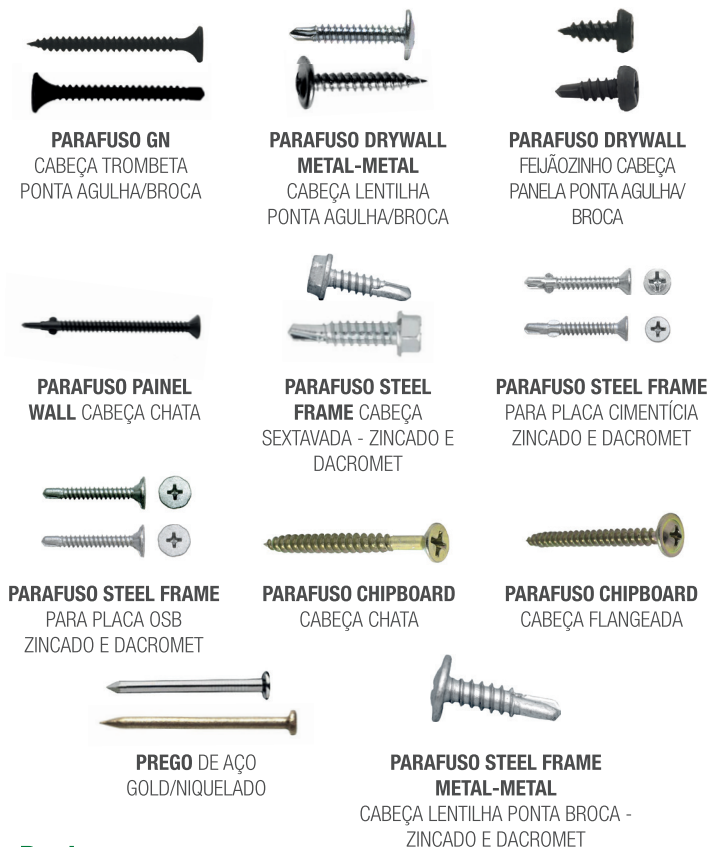 PARAFUSO GN
CABEÇA TROMBETA
PONTA AGULHA/BROCA
PARAFUSO DRYWALL
METAL-METAL
CABEÇA LENTILHA
PONTA AGULHA/BROCA
PARAFUSO DRYWALL
FEIJÃOZINHO CABEÇA
PANELA PONTA AGULHA/
BROCA
PARAFUSO PAINEL
WALL CABEÇA CHATA
PARAFUSO STEEL
FRAME CABEÇA
SEXTAVADA - ZINCADO E
DACROMET
PARAFUSO STEEL FRAME
PARA PLACA CIMENTÍCIA
ZINCADO E DACROMET
PARAFUSO STEEL FRAME
PARA PLACA OSB
ZINCADO E DACROMET
PARAFUSO CHIPBOARD
CABEÇA CHATA
PARAFUSO CHIPBOARD
CABEÇA FLANGEADA
PREGO DE AÇO
GOLD/NIQUELADO
PARAFUSO STEEL FRAME
METAL-METAL
CABEÇA LENTILHA PONTA BROCA -
ZINCADO E DACROMET